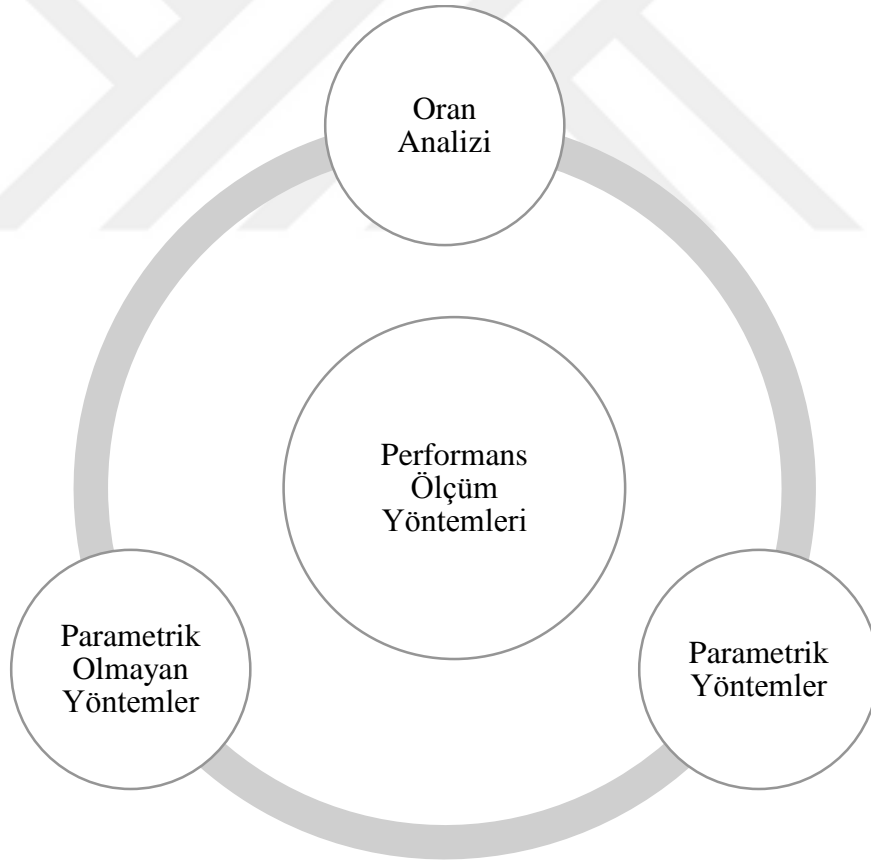 Oran
Analizi
Performans
Ölçüm
Yöntemleri
Parametrik
Olmayan
Yöntemler
Parametrik
Yöntemler